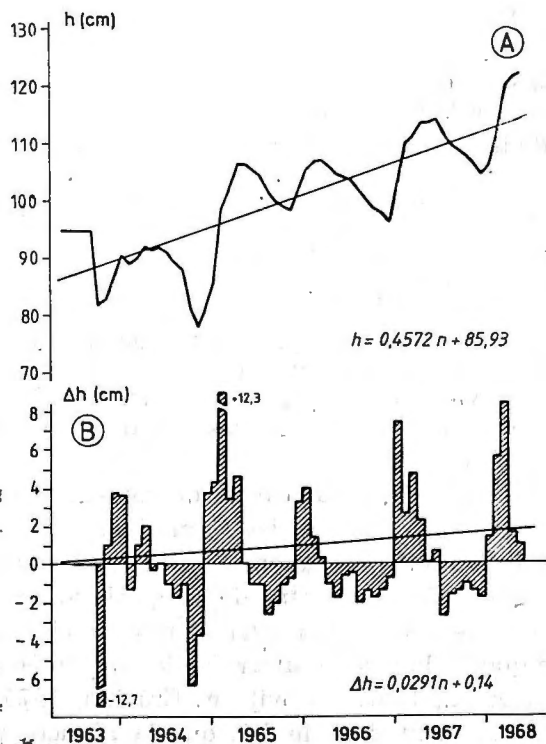 h (cm)
A
130
120
110
100
90
80
70
h = 0,4572 n + 85,93
Δh (cm)
B
+12,3
8
6
4
2
0
-2
-4
-6
-12,7
Δh = 0,0291 n + 0,14
1963 1964 1965 1966 1967 1968